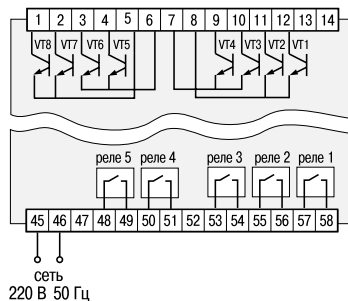 1 2 3 4 5 6 7 8 9 10 11 12 13 14
VT8 VT7 VT6 VT5 VT4 VT3 VT2 VT1
реле 5 реле 4 реле 3 реле 2 реле 1
45 46 47 48 49 50 51 52 53 54 55 56 57 58
сеть
220 В 50 Гц